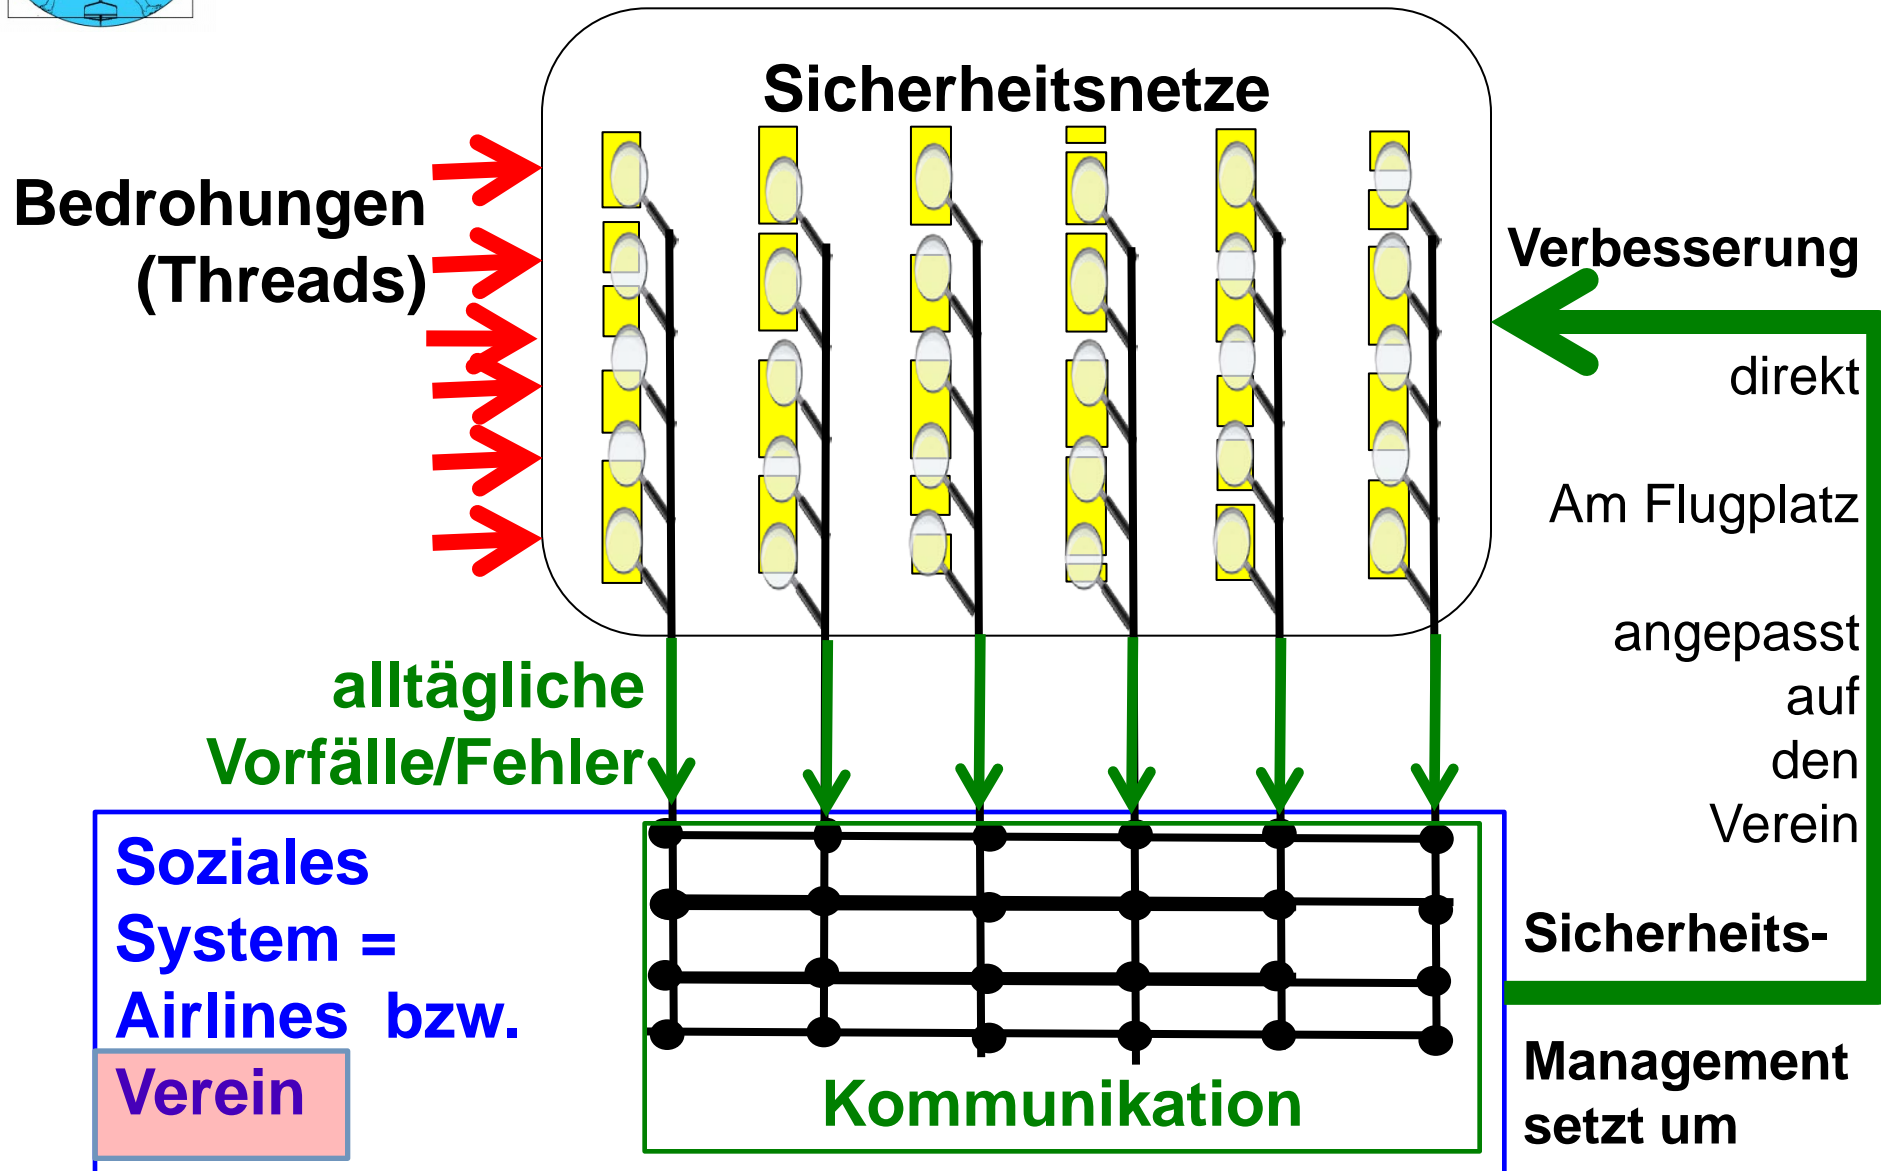 Sicherheitsnetze
Bedrohungen
(Threads)
Verbesserung
direkt
Am Flugplatz
angepasst
auf
den
Verein
alltägliche
Vorfälle/Fehler
Soziales
System =
Airlines bzw.
Verein
Kommunikation
Sicherheits-
Management
setzt um